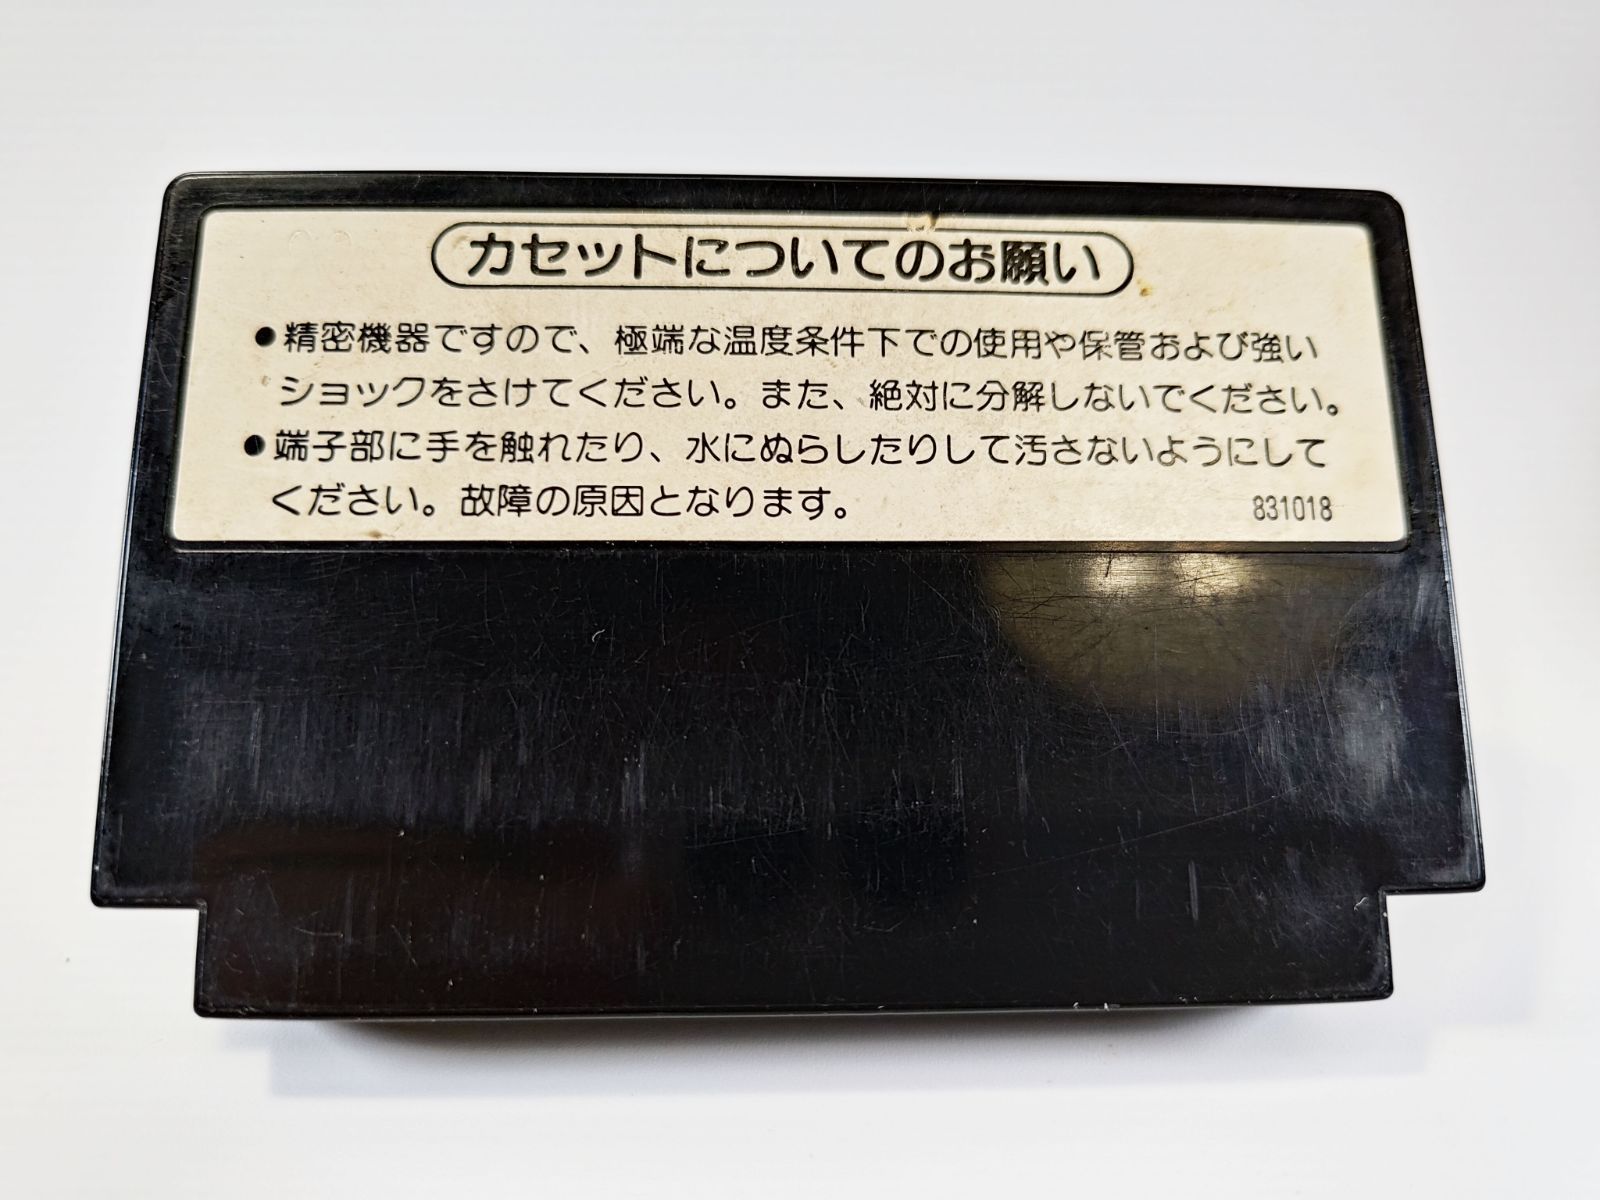 カセットについてのお願い
●精密機器ですので、極端な温度条件下での使用や保管および強い
ショックをさけてください。また、絶対に分解しないでください。
●端子部に手を触れたり、水にぬらしたりして汚さないようにして
ください。故障の原因となります。
831018